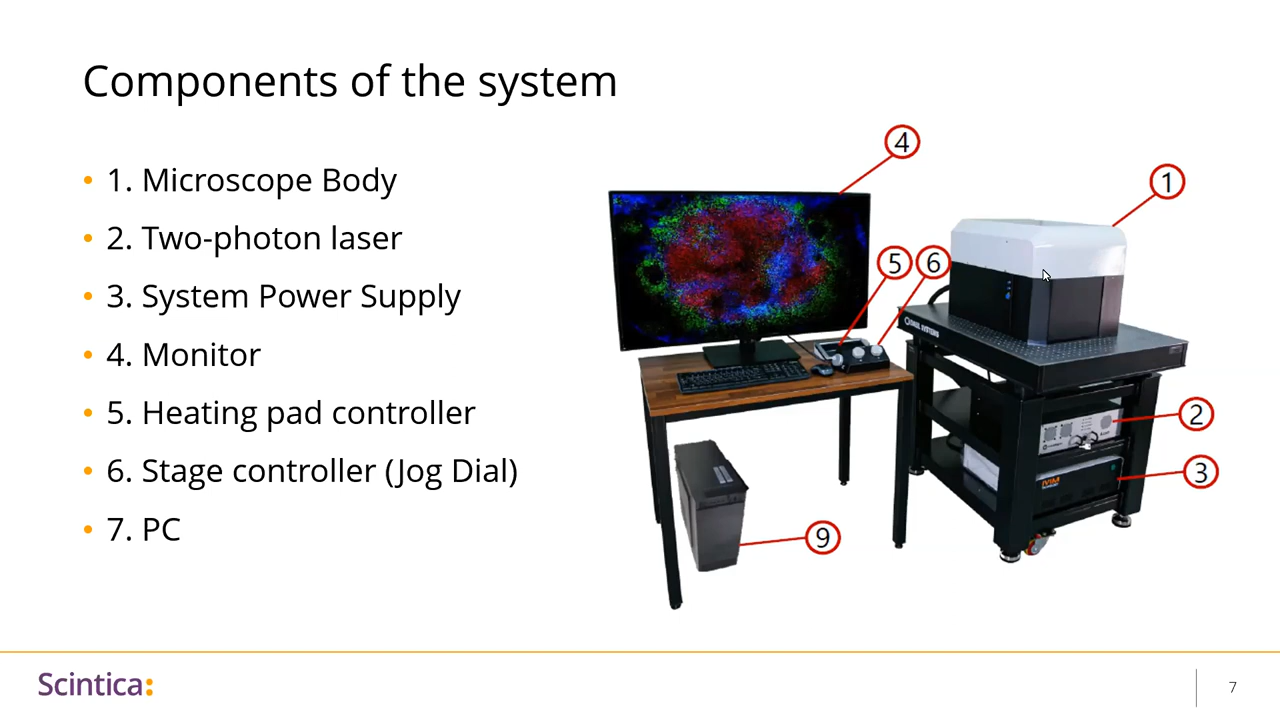 Components of the system
• 1. Microscope Body
• 2. Two-photon laser
• 3. System Power Supply
• 4. Monitor
• 5. Heating pad controller
• 6. Stage controller (Jog Dial)
• 7. PC
4
1
5
6
2
3
IVIM
9
Scintica:
7